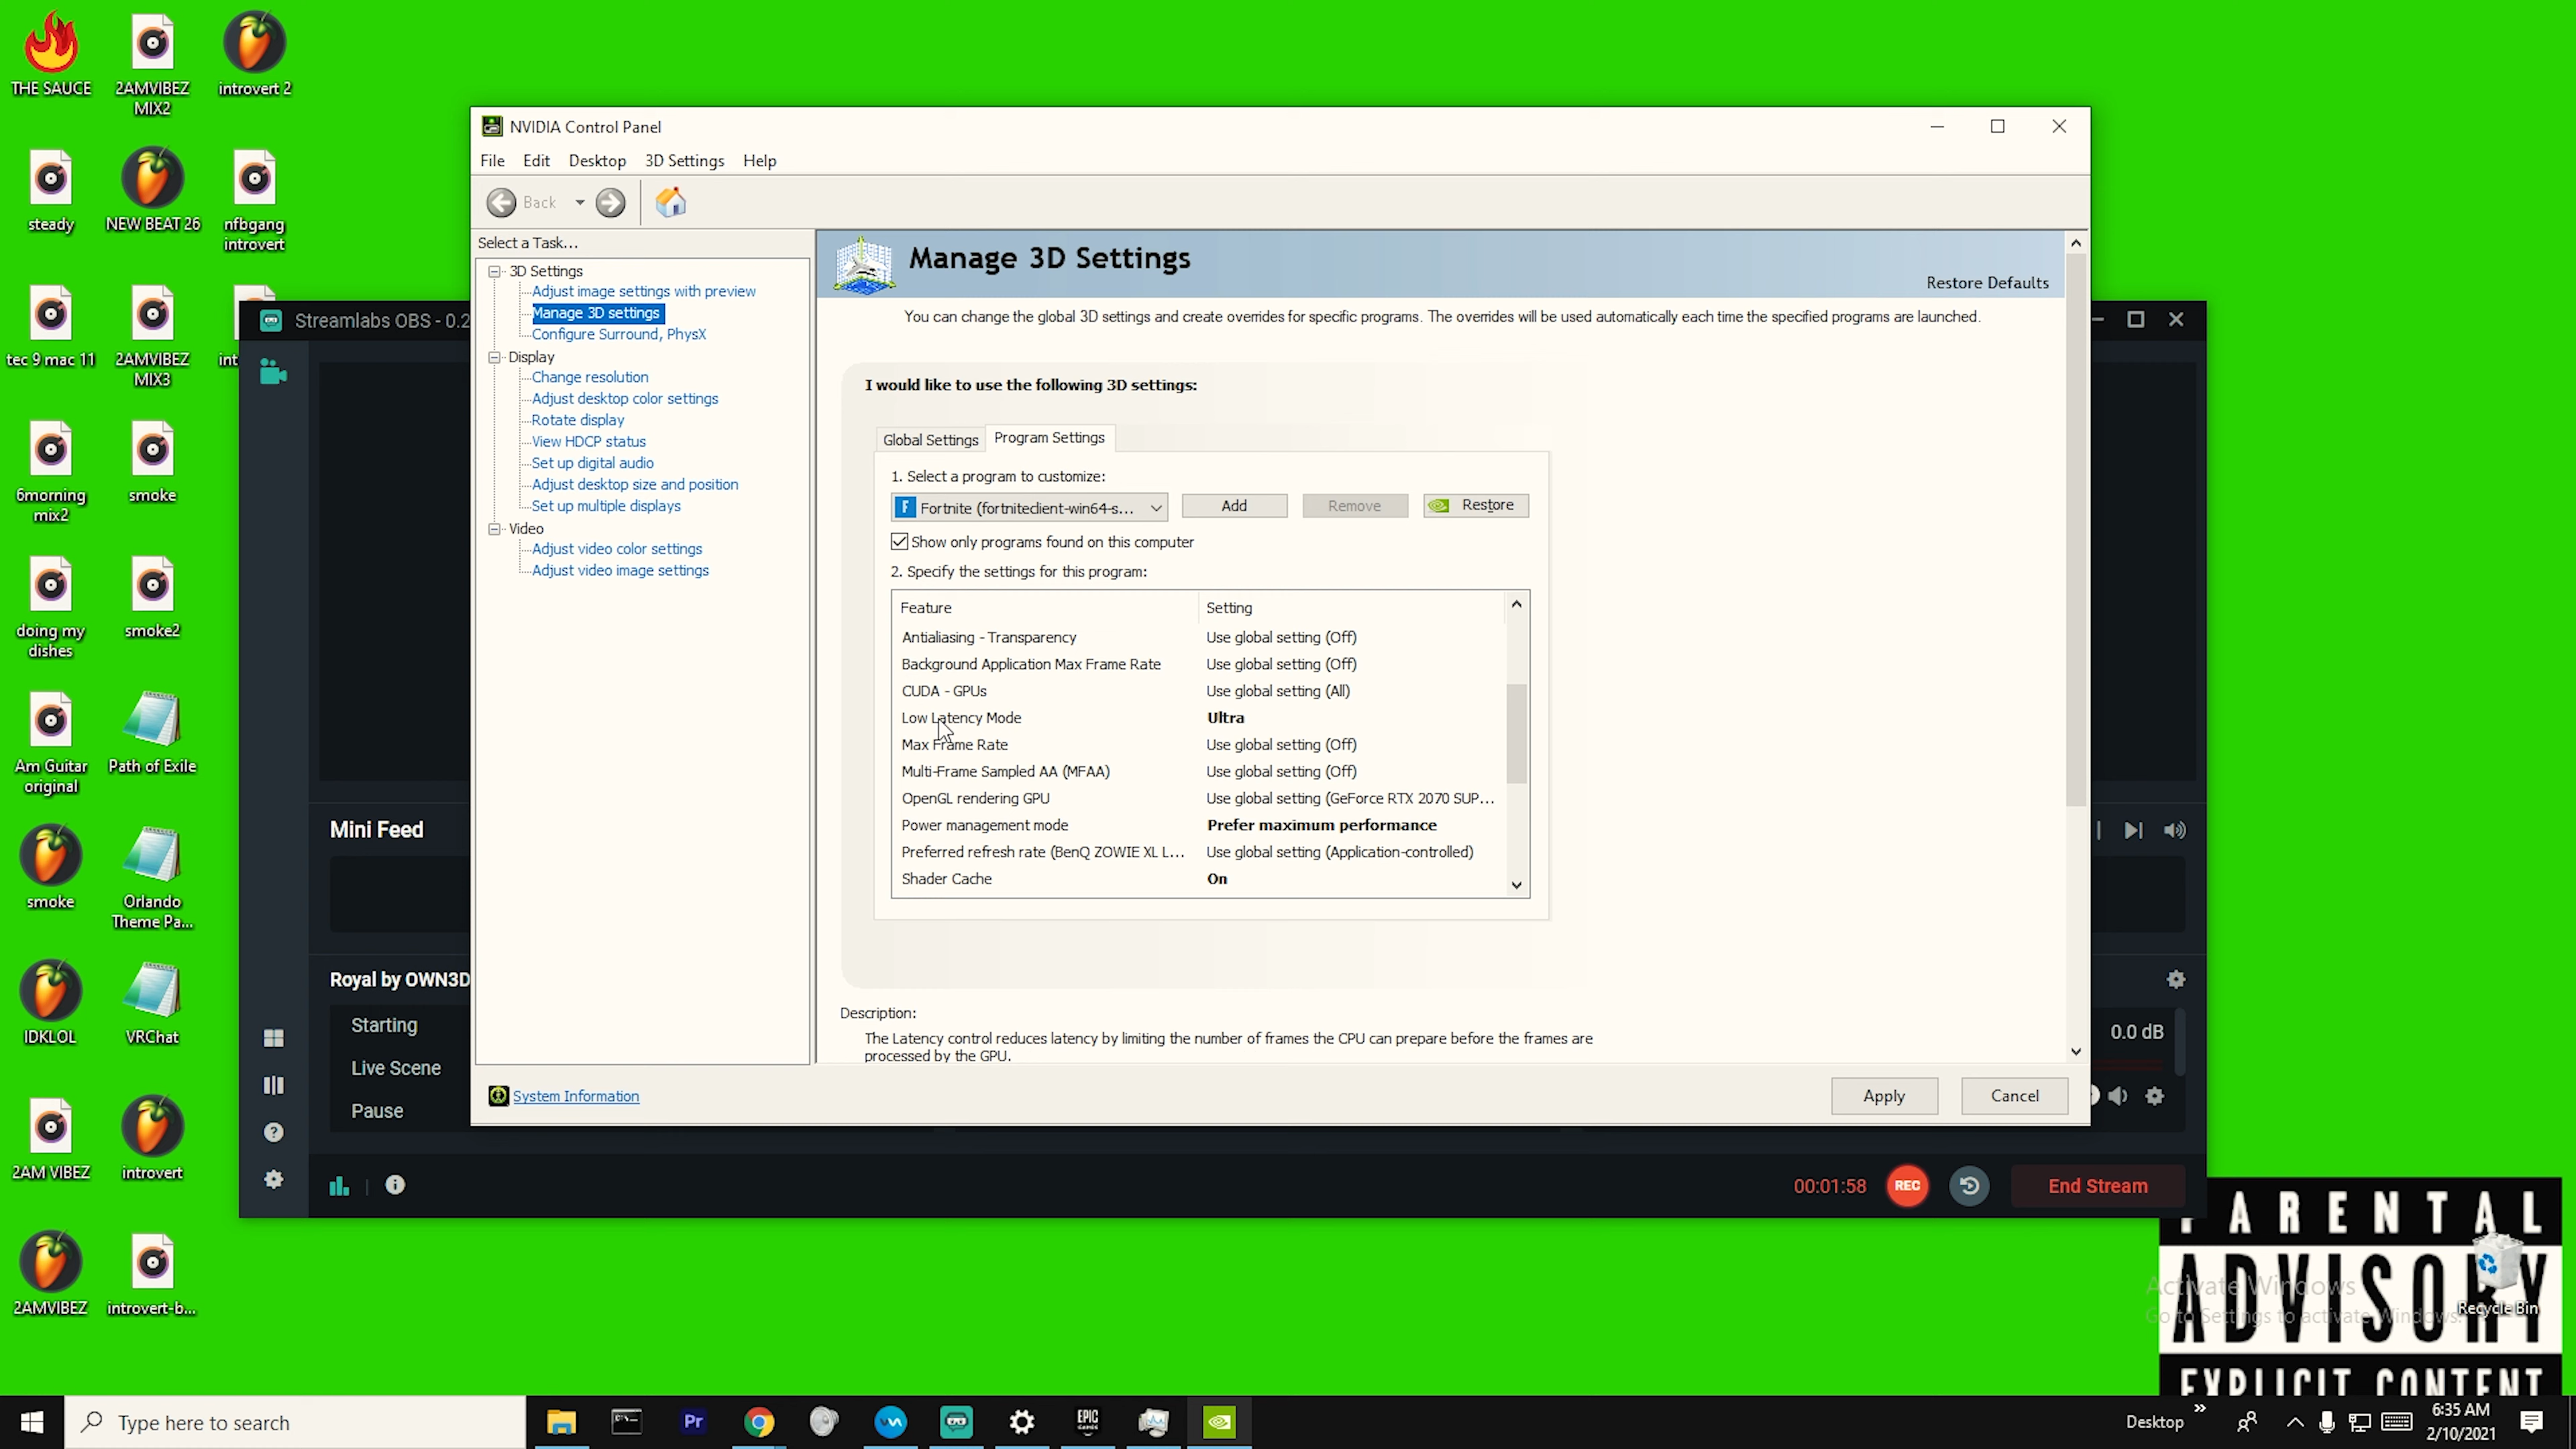 THE SAUCE
2AMVIBEZ
MIX2
introvert 2
steady
NEW BEAT 26
nfbgang
introvert
tec 9 mac 11
2AMVIBEZ
MIX3
int
6morning
mix2
smoke
doing my
dishes
smoke2
Am Guitar
original
Path of Exile
smoke
Orlando
Theme Pa...
IDKLOL
VRChat
2AM VIBEZ
introvert
2AMVIBEZ
introvert-b...
Streamlabs OBS - 0.2
Mini Feed
Royal by OWN3D
Starting
Live Scene
Pause
0.0 dB
00:01:58
REC
End Stream
NVIDIA Control Panel
File Edit Desktop 3D Settings Help
Back
Select a Task...
3D Settings
Adjust image settings with preview
Manage 3D settings
Configure Surround, PhysX
Display
Change resolution
Adjust desktop color settings
Rotate display
View HDCP status
Set up digital audio
Adjust desktop size and position
Set up multiple displays
Video
Adjust video color settings
Adjust video image settings
System Information
Manage 3D Settings
Restore Defaults
You can change the global 3D settings and create overrides for specific programs. The overrides will be used automatically each time the specified programs are launched.
I would like to use the following 3D settings:
Global Settings Program Settings
1. Select a program to customize:
F Fortnite (fortniteclient-win64-s... Add Remove Restore
Show only programs found on this computer
2. Specify the settings for this program:
Feature Setting
Antialiasing - Transparency Use global setting (Off)
Background Application Max Frame Rate Use global setting (Off)
CUDA - GPUs Use global setting (All)
Low Latency Mode Ultra
Max Frame Rate Use global setting (Off)
Multi-Frame Sampled AA (MFAA) Use global setting (Off)
OpenGL rendering GPU Use global setting (GeForce RTX 2070 SUP...
Power management mode Prefer maximum performance
Preferred refresh rate (BenQ ZOWIE XL L... Use global setting (Application-controlled)
Shader Cache On
Description:
The Latency control reduces latency by limiting the number of frames the CPU can prepare before the frames are
processed by the GPU.
Apply Cancel
PARENTAL
ADVISORY
EXPLICIT CONTENT
Activate Windows
Go to Settings to activate Windows.
Recycle Bin
Type here to search
Pr
EPIC
GAMES
Desktop
6:35 AM
2/10/2021